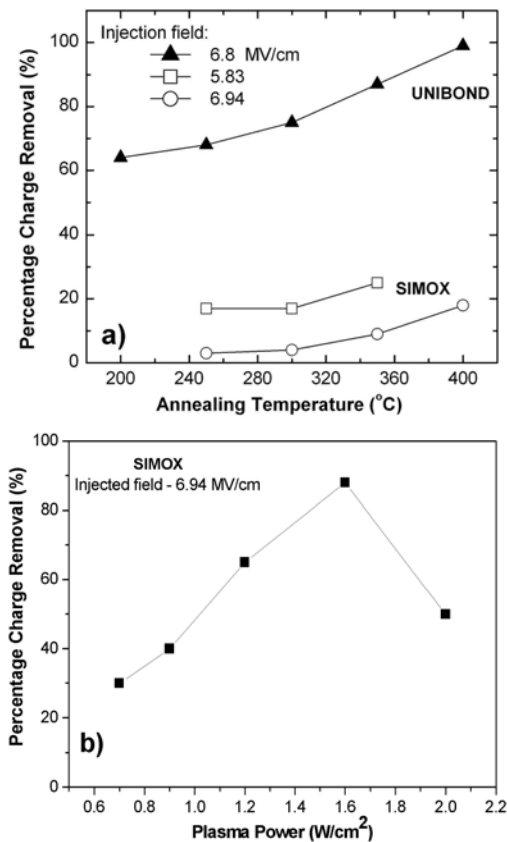 Injection field:
6.8 MV/cm
5.83
6.94
UNIBOND
SIMOX
a)
Percentage Charge Removal (%)
100
80
60
40
20
0
200 240 280 320 360 400
Annealing Temperature (°C)
SIMOX
Injected field - 6.94 MV/cm
b)
Percentage Charge Removal (%)
100
80
60
40
20
0
0.6 0.8 1.0 1.2 1.4 1.6 1.8 2.0 2.2
Plasma Power (W/cm²)